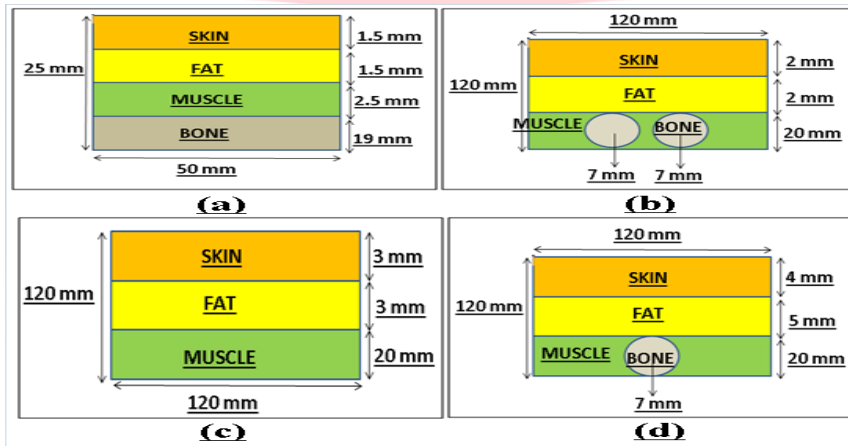 SKIN
1.5 mm
25 mm
FAT
1.5 mm
MUSCLE
2.5 mm
BONE
19 mm
50 mm
(a)
120 mm
SKIN
2 mm
120 mm
FAT
2 mm
MUSCLE
BONE
20 mm
7 mm
7 mm
(b)
SKIN
3 mm
120 mm
FAT
3 mm
MUSCLE
20 mm
120 mm
(c)
120 mm
SKIN
4 mm
120 mm
FAT
5 mm
MUSCLE
BONE
20 mm
7 mm
(d)